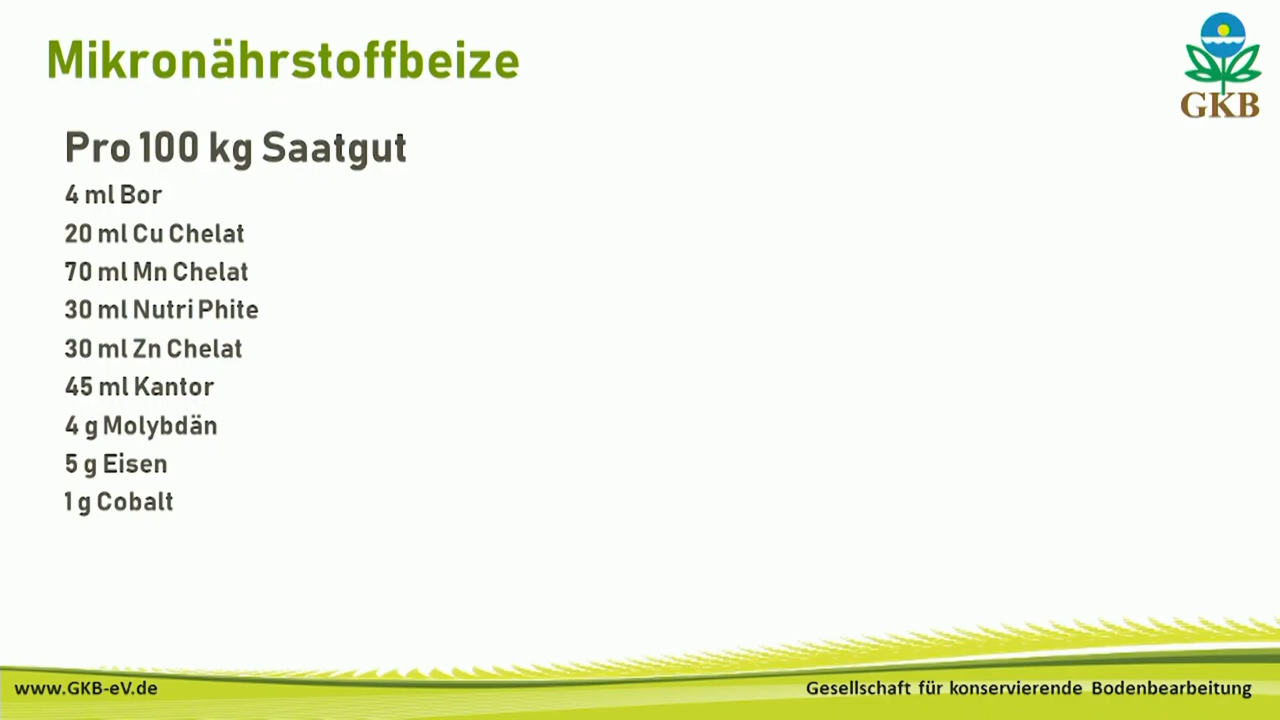 Mikronährstoffbeize
GKB
Pro 100 kg Saatgut
4 ml Bor
20 ml Cu Chelat
70 ml Mn Chelat
30 ml Nutri Phite
30 ml Zn Chelat
45 ml Kantor
4 g Molybdän
5 g Eisen
1 g Cobalt
www.GKB-eV.de
Gesellschaft für konservierende Bodenbearbeitung